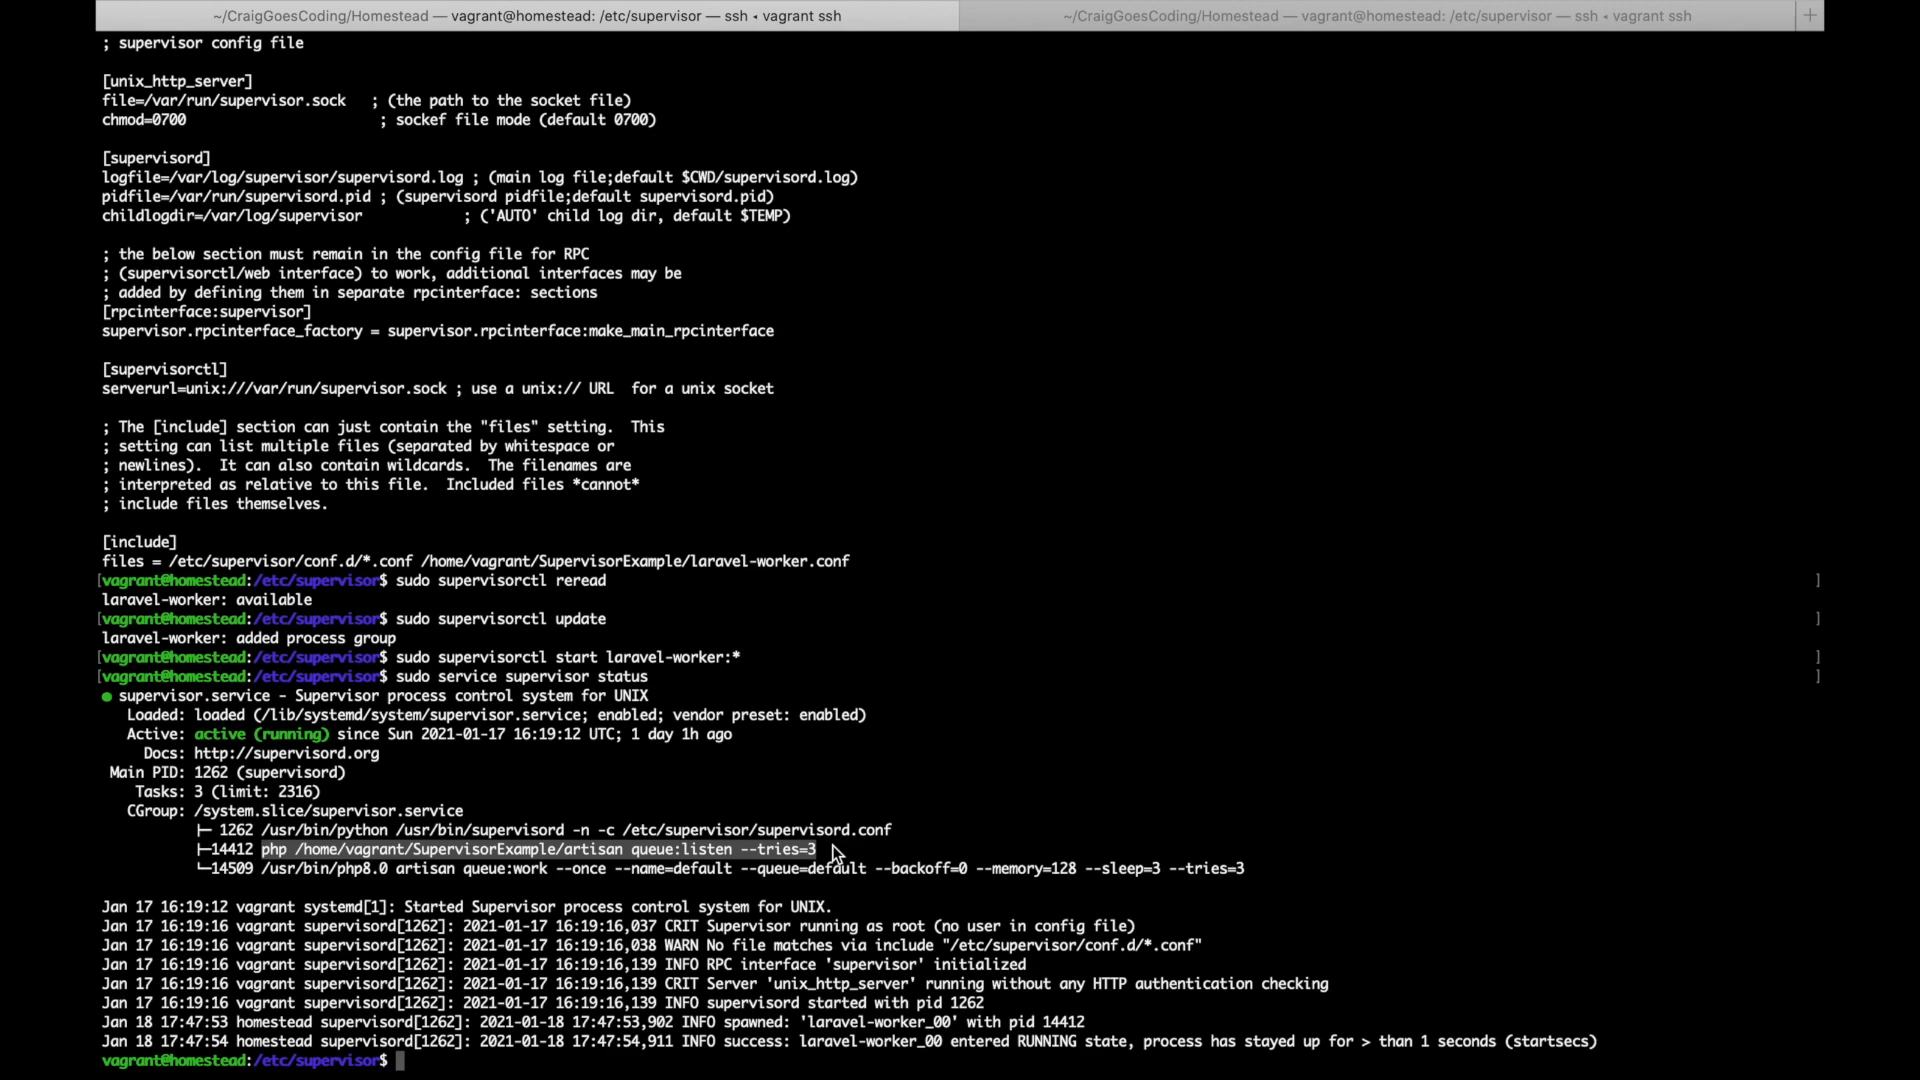 ~/CraigGoesCoding/Homestead — vagrant@homestead: /etc/supervisor — ssh ◂ vagrant ssh
~/CraigGoesCoding/Homestead — vagrant@homestead: /etc/supervisor — ssh ◂ vagrant ssh
+
; supervisor config file
[unix_http_server]
file=/var/run/supervisor.sock   ; (the path to the socket file)
chmod=0700                       ; sockef file mode (default 0700)
[supervisord]
logfile=/var/log/supervisor/supervisord.log ; (main log file;default $CWD/supervisord.log)
pidfile=/var/run/supervisord.pid ; (supervisord pidfile;default supervisord.pid)
childlogdir=/var/log/supervisor            ; ('AUTO' child log dir, default $TEMP)
; the below section must remain in the config file for RPC
; (supervisorctl/web interface) to work, additional interfaces may be
; added by defining them in separate rpcinterface: sections
[rpcinterface:supervisor]
supervisor.rpcinterface_factory = supervisor.rpcinterface:make_main_rpcinterface
[supervisorctl]
serverurl=unix:///var/run/supervisor.sock ; use a unix:// URL  for a unix socket
; The [include] section can just contain the "files" setting.  This
; setting can list multiple files (separated by whitespace or
; newlines).  It can also contain wildcards.  The filenames are
; interpreted as relative to this file.  Included files *cannot*
; include files themselves.
[include]
files = /etc/supervisor/conf.d/*.conf /home/vagrant/SupervisorExample/laravel-worker.conf
[vagrant@homestead:/etc/supervisor$ sudo supervisorctl reread ]
laravel-worker: available
[vagrant@homestead:/etc/supervisor$ sudo supervisorctl update ]
laravel-worker: added process group
[vagrant@homestead:/etc/supervisor$ sudo supervisorctl start laravel-worker:* ]
[vagrant@homestead:/etc/supervisor$ sudo service supervisor status ]
● supervisor.service - Supervisor process control system for UNIX
   Loaded: loaded (/lib/systemd/system/supervisor.service; enabled; vendor preset: enabled)
   Active: active (running) since Sun 2021-01-17 16:19:12 UTC; 1 day 1h ago
     Docs: http://supervisord.org
 Main PID: 1262 (supervisord)
    Tasks: 3 (limit: 2316)
   CGroup: /system.slice/supervisor.service
           ├─ 1262 /usr/bin/python /usr/bin/supervisord -n -c /etc/supervisor/supervisord.conf
           ├─14412 php /home/vagrant/SupervisorExample/artisan queue:listen --tries=3
           └─14509 /usr/bin/php8.0 artisan queue:work --once --name=default --queue=default --backoff=0 --memory=128 --sleep=3 --tries=3
Jan 17 16:19:12 vagrant systemd[1]: Started Supervisor process control system for UNIX.
Jan 17 16:19:16 vagrant supervisord[1262]: 2021-01-17 16:19:16,037 CRIT Supervisor running as root (no user in config file)
Jan 17 16:19:16 vagrant supervisord[1262]: 2021-01-17 16:19:16,038 WARN No file matches via include "/etc/supervisor/conf.d/*.conf"
Jan 17 16:19:16 vagrant supervisord[1262]: 2021-01-17 16:19:16,139 INFO RPC interface 'supervisor' initialized
Jan 17 16:19:16 vagrant supervisord[1262]: 2021-01-17 16:19:16,139 CRIT Server 'unix_http_server' running without any HTTP authentication checking
Jan 17 16:19:16 vagrant supervisord[1262]: 2021-01-17 16:19:16,139 INFO supervisord started with pid 1262
Jan 18 17:47:53 homestead supervisord[1262]: 2021-01-18 17:47:53,902 INFO spawned: 'laravel-worker_00' with pid 14412
Jan 18 17:47:54 homestead supervisord[1262]: 2021-01-18 17:47:54,911 INFO success: laravel-worker_00 entered RUNNING state, process has stayed up for > than 1 seconds (startsecs)
vagrant@homestead:/etc/supervisor$